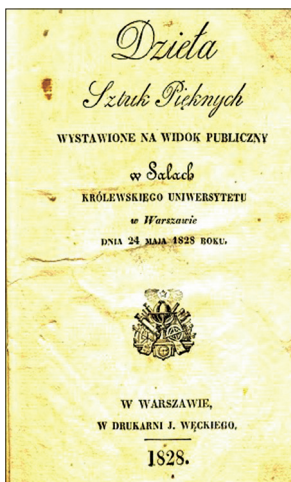 Dzieła
Sztuk Pięknych
WYSTAWIONE NA WIDOK PUBLICZNY
w Salach
KRÓLEWSKIEGO UNIWERSYTETU
w Warszawie
DNIA 24 MAJA 1828 ROKU.
W WARSZAWIE,
W DRUKARNI J. WĘCKIEGO.
1828.